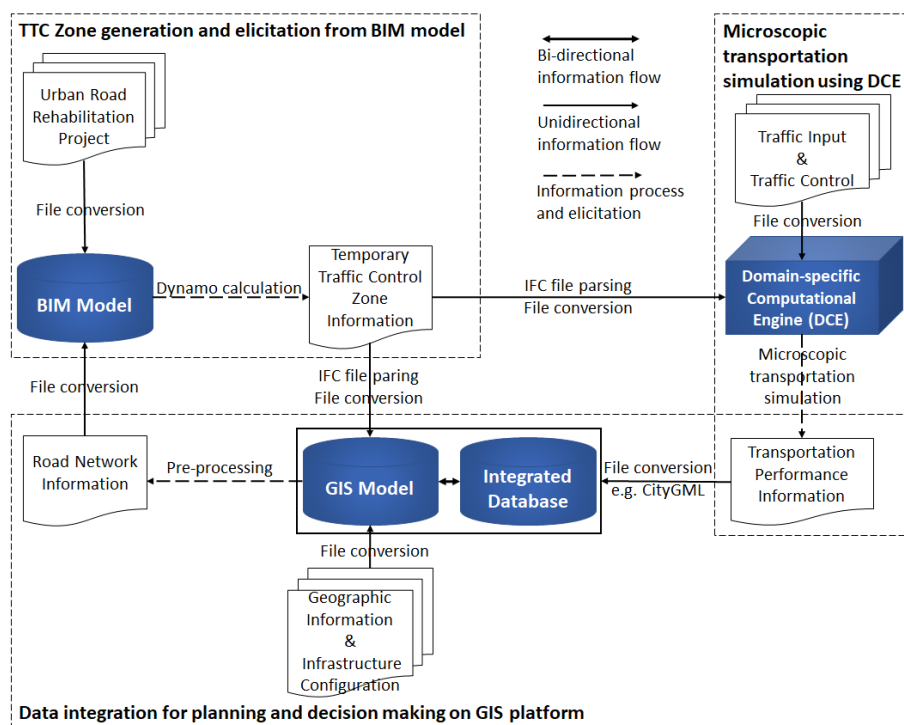 TTC Zone generation and elicitation from BIM model
Urban Road
Rehabilitation
Project
File conversion
BIM Model
Dynamo calculation
Temporary
Traffic Control
Zone
Information
Bi-directional
information flow
Unidirectional
information flow
Information process
and elicitation
Microscopic
transportation
simulation using DCE
Traffic Input
&
Traffic Control
File conversion
IFC file parsing
File conversion
Domain-specific
Computational
Engine (DCE)
Microscopic
transportation
simulation
File conversion
IFC file paring
File conversion
Road Network
Information
Pre-processing
GIS Model
Integrated
Database
File conversion
e.g. CityGML
Transportation
Performance
Information
File conversion
Geographic
Information
&
Infrastructure
Configuration
Data integration for planning and decision making on GIS platform